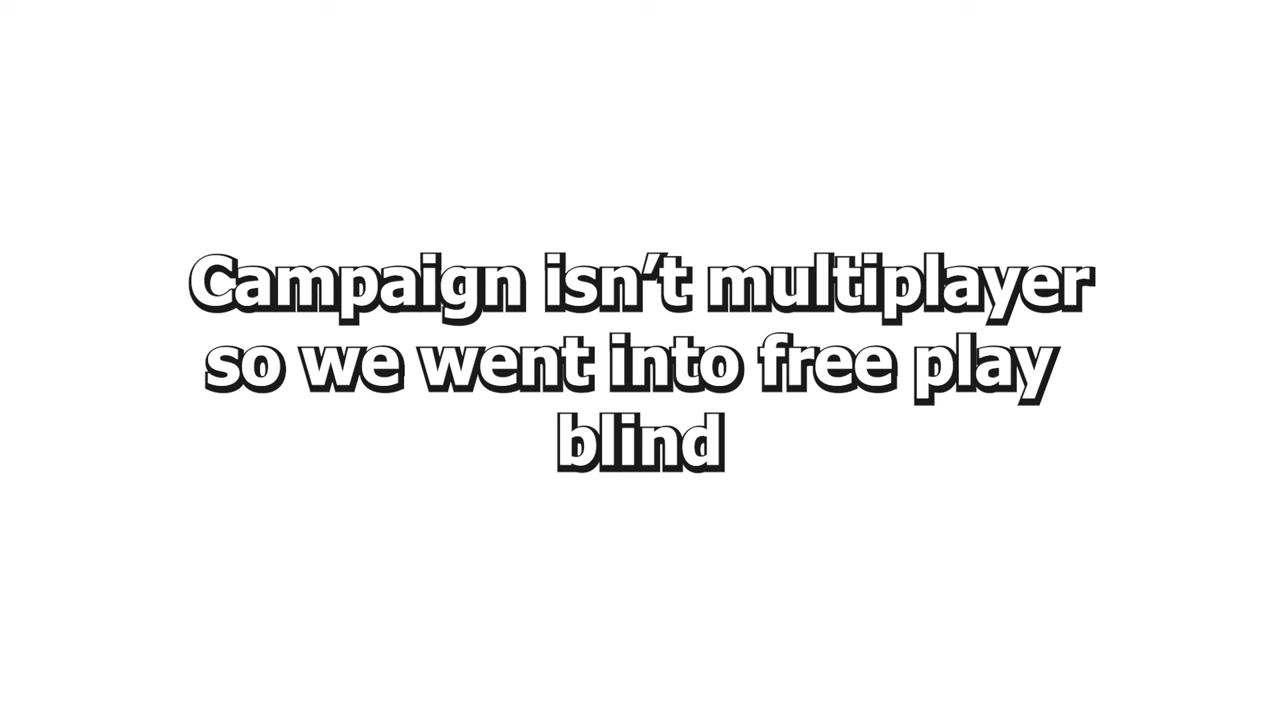 Campaign isn’t multiplayer
so we went into free play
blind